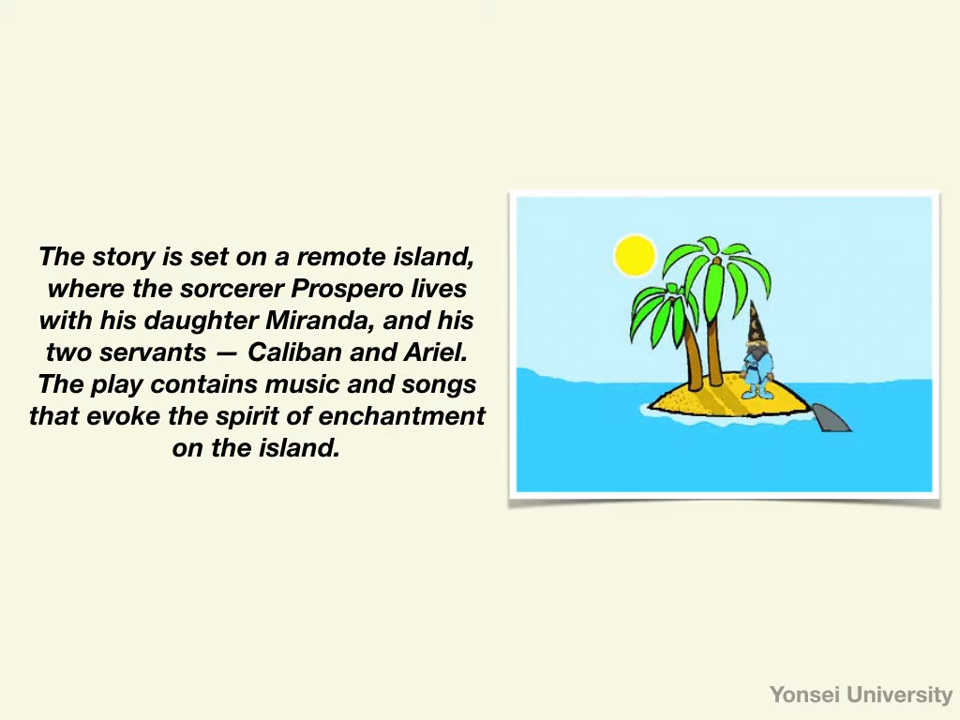 The story is set on a remote island,
where the sorcerer Prospero lives
with his daughter Miranda, and his
two servants — Caliban and Ariel.
The play contains music and songs
that evoke the spirit of enchantment
on the island.
Yonsei University